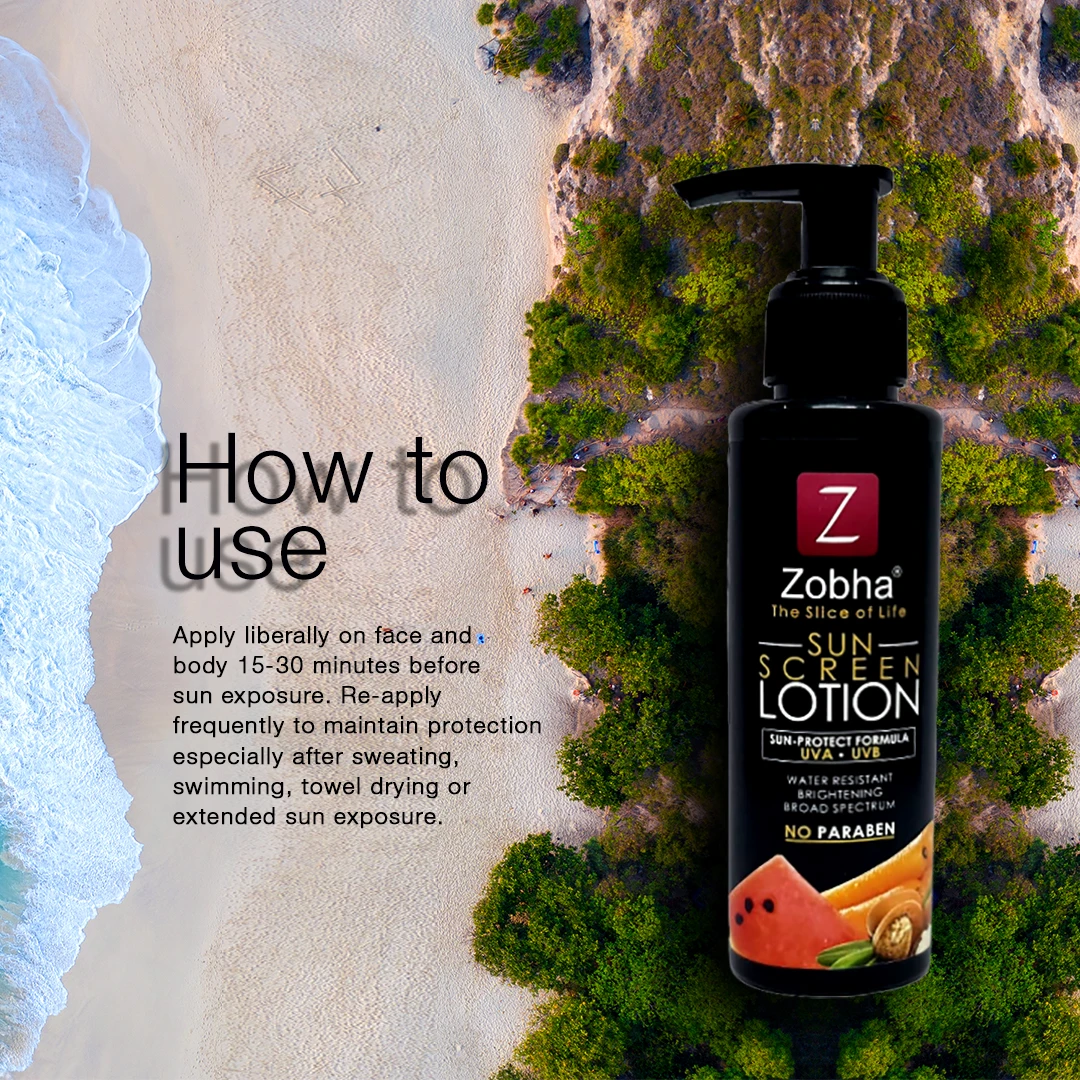 How to
use
Apply liberally on face and
body 15-30 minutes before
sun exposure. Re-apply
frequently to maintain protection
especially after sweating,
swimming, towel drying or
extended sun exposure.
Z
Zobha®
The Slice of Life
SUN
SCREEN
LOTION
SUN-PROTECT FORMULA
UVA • UVB
WATER RESISTANT
BRIGHTENING
BROAD SPECTRUM
NO PARABEN